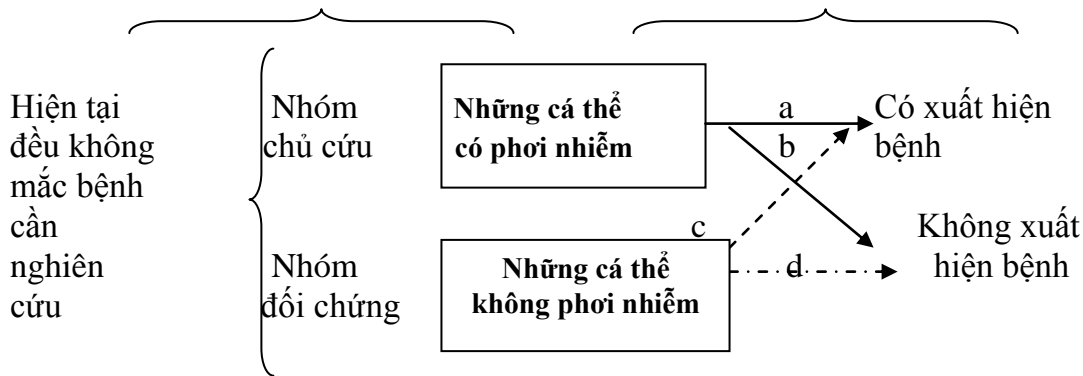 Hiện tại
đều không
mắc bệnh
cần
nghiên
cứu
Nhóm
chủ cứu
Nhóm
đối chứng
Những cá thể
có phơi nhiễm
Những cá thể
không phơi nhiễm
a
b
c
d
Có xuất hiện
bệnh
Không xuất
hiện bệnh